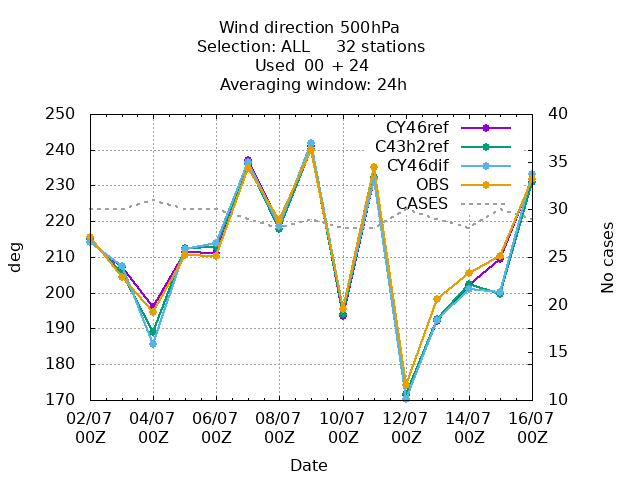 Wind direction 500hPa
Selection: ALL 32 stations
Used 00 + 24
Averaging window: 24h
250 40
CY46ref
240 C43h2ref 35
CY46dif
230 OBS
CASES 30
220
deg 210 25 No cases
200 20
190
180 15
170 10
02/07 04/07 06/07 08/07 10/07 12/07 14/07 16/07
00Z 00Z 00Z 00Z 00Z 00Z 00Z 00Z
Date